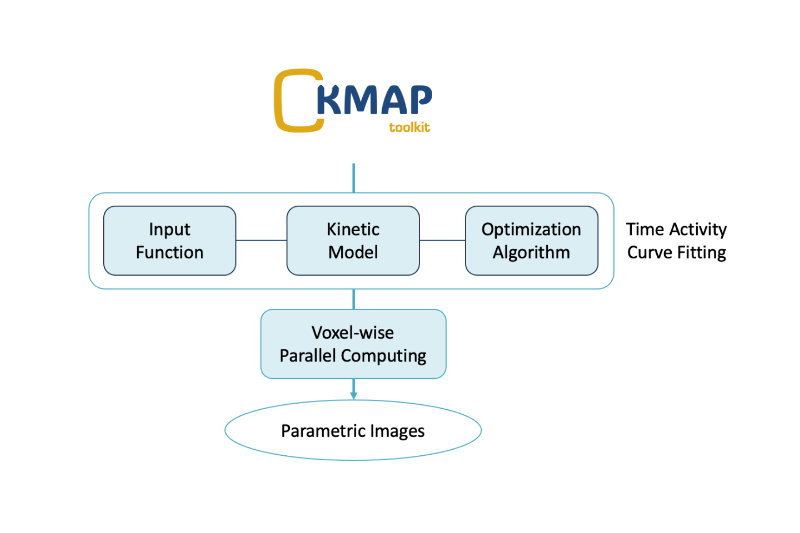 KMAP
toolkit
Input
Function
Kinetic
Model
Optimization
Algorithm
Time Activity
Curve Fitting
Voxel-wise
Parallel Computing
Parametric Images